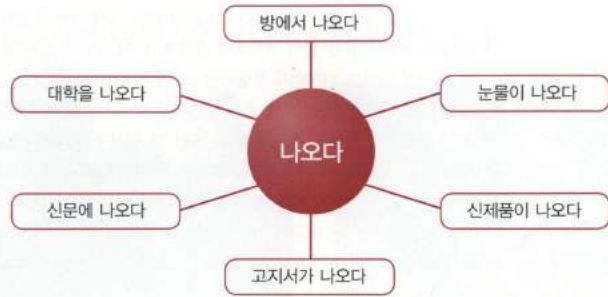 방에서 나오다
대학을 나오다
눈물이 나오다
나오다
신문에 나오다
신제품이 나오다
고지서가 나오다